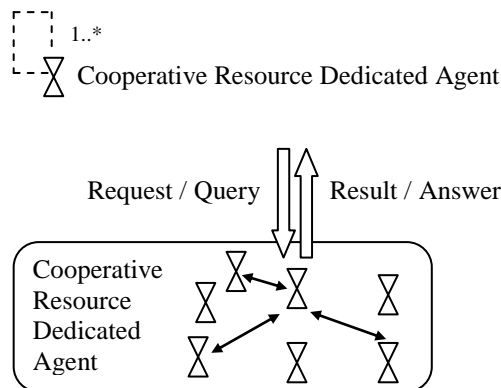 1..*
Cooperative Resource Dedicated Agent
Request / Query
Result / Answer
Cooperative
Resource
Dedicated
Agent